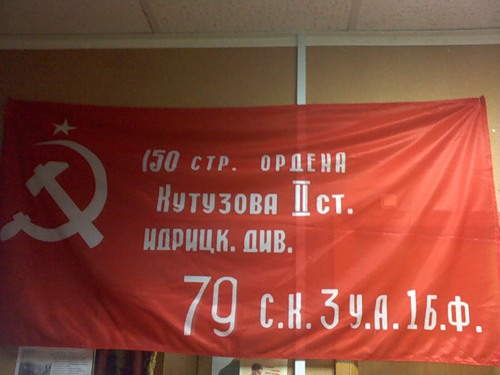 150 СТР. ОРДЕНА
КУТУЗОВА II СТ.
ИДРИЦК. ДИВ.
79 С.К. 3 У.А. 1 Б.Ф.